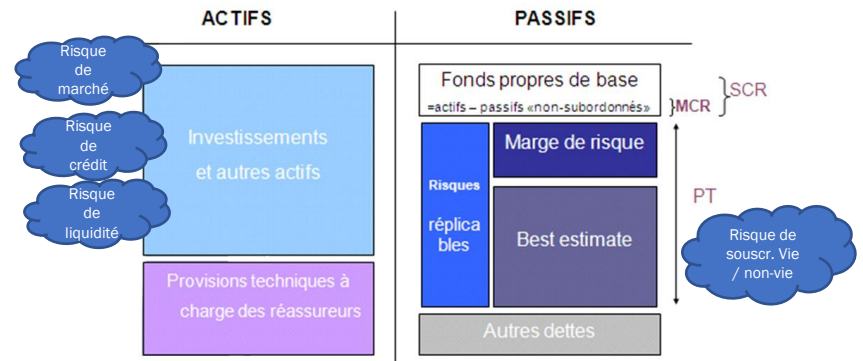 ACTIFS
PASSIFS
Risque
de
marché
Risque
de
crédit
Risque
de
liquidité
Investissements
et autres actifs
Provisions techniques à
charge des réassureurs
Fonds propres de base
=actifs – passifs «non-subordonnés»
MCR
SCR
Risques
réplica
bles
Marge de risque
Best estimate
PT
Risque de
souscr. Vie
/ non-vie
Autres dettes